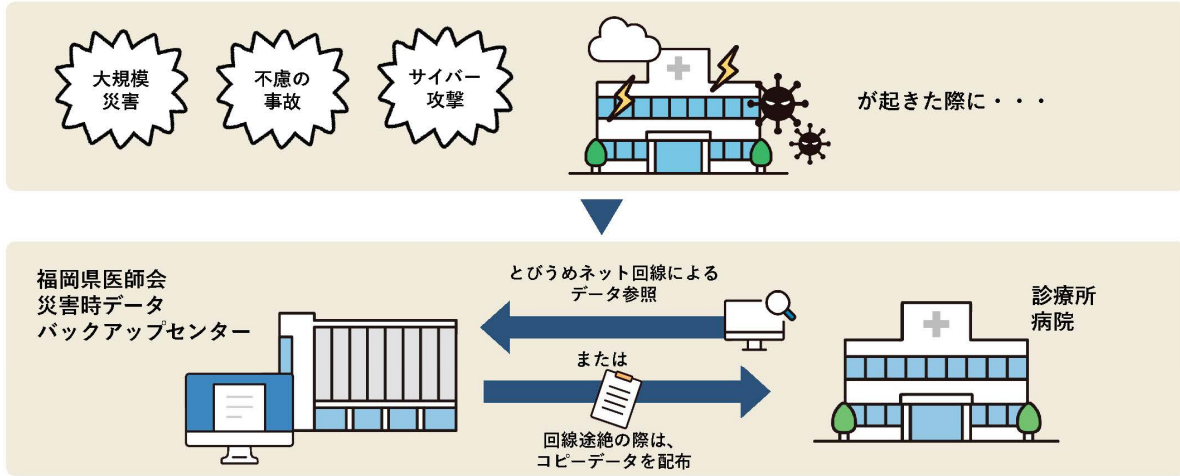 大規模
災害
不慮の
事故
サイバー
攻撃
が起きた際に・・・
福岡県医師会
災害時データ
バックアップセンター
とびうめネット回線による
データ参照
または
回線途絶の際は、
コピーデータを配布
診療所
病院